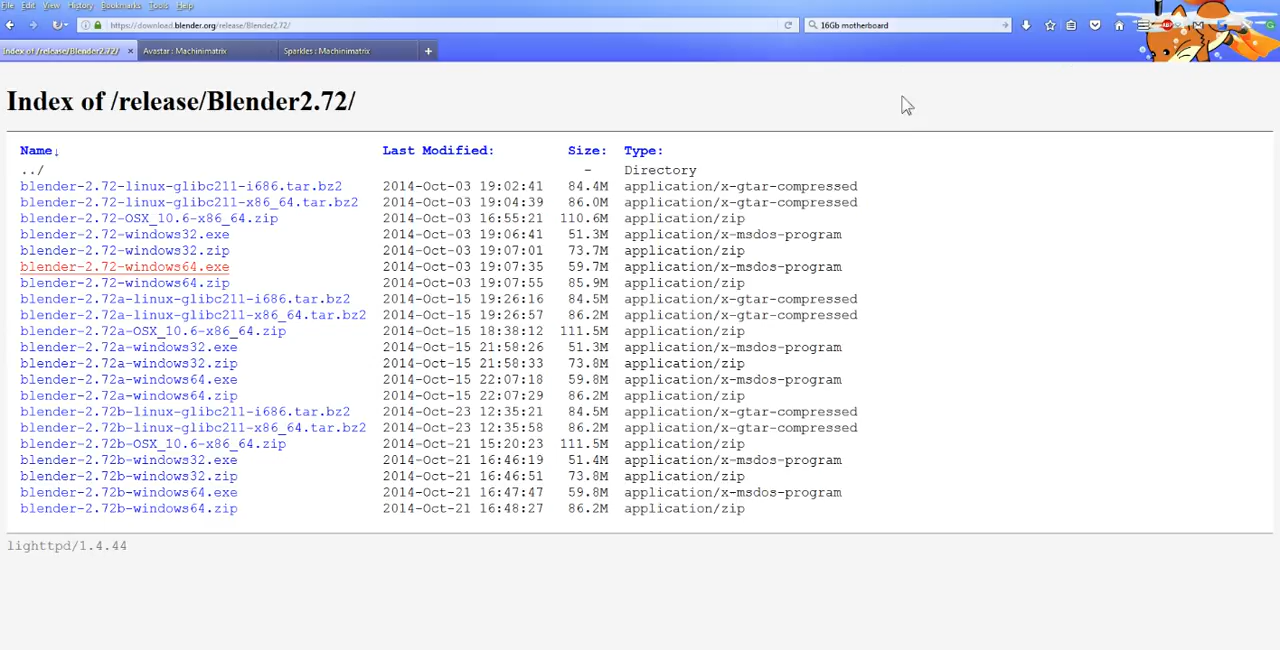 File Edit View History Bookmarks Tools Help
https://download.blender.org/release/Blender2.72/
16Gb motherboard
Index of /release/Blender2.72/ × Avastar : Machinimatrix Sparkles : Machinimatrix +
Index of /release/Blender2.72/
Name↓ Last Modified: Size: Type:
../ - Directory
blender-2.72-linux-glibc211-i686.tar.bz2 2014-Oct-03 19:02:41 84.4M application/x-gtar-compressed
blender-2.72-linux-glibc211-x86_64.tar.bz2 2014-Oct-03 19:04:39 86.0M application/x-gtar-compressed
blender-2.72-OSX_10.6-x86_64.zip 2014-Oct-03 16:55:21 110.6M application/zip
blender-2.72-windows32.exe 2014-Oct-03 19:06:41 51.3M application/x-msdos-program
blender-2.72-windows32.zip 2014-Oct-03 19:07:01 73.7M application/zip
blender-2.72-windows64.exe 2014-Oct-03 19:07:35 59.7M application/x-msdos-program
blender-2.72-windows64.zip 2014-Oct-03 19:07:55 85.9M application/zip
blender-2.72a-linux-glibc211-i686.tar.bz2 2014-Oct-15 19:26:16 84.5M application/x-gtar-compressed
blender-2.72a-linux-glibc211-x86_64.tar.bz2 2014-Oct-15 19:26:57 86.2M application/x-gtar-compressed
blender-2.72a-OSX_10.6-x86_64.zip 2014-Oct-15 18:38:12 111.5M application/zip
blender-2.72a-windows32.exe 2014-Oct-15 21:58:26 51.3M application/x-msdos-program
blender-2.72a-windows32.zip 2014-Oct-15 21:58:33 73.8M application/zip
blender-2.72a-windows64.exe 2014-Oct-15 22:07:18 59.8M application/x-msdos-program
blender-2.72a-windows64.zip 2014-Oct-15 22:07:29 86.2M application/zip
blender-2.72b-linux-glibc211-i686.tar.bz2 2014-Oct-23 12:35:21 84.5M application/x-gtar-compressed
blender-2.72b-linux-glibc211-x86_64.tar.bz2 2014-Oct-23 12:35:58 86.2M application/x-gtar-compressed
blender-2.72b-OSX_10.6-x86_64.zip 2014-Oct-21 15:20:23 111.5M application/zip
blender-2.72b-windows32.exe 2014-Oct-21 16:46:19 51.4M application/x-msdos-program
blender-2.72b-windows32.zip 2014-Oct-21 16:46:51 73.8M application/zip
blender-2.72b-windows64.exe 2014-Oct-21 16:47:47 59.8M application/x-msdos-program
blender-2.72b-windows64.zip 2014-Oct-21 16:48:27 86.2M application/zip
lighttpd/1.4.44